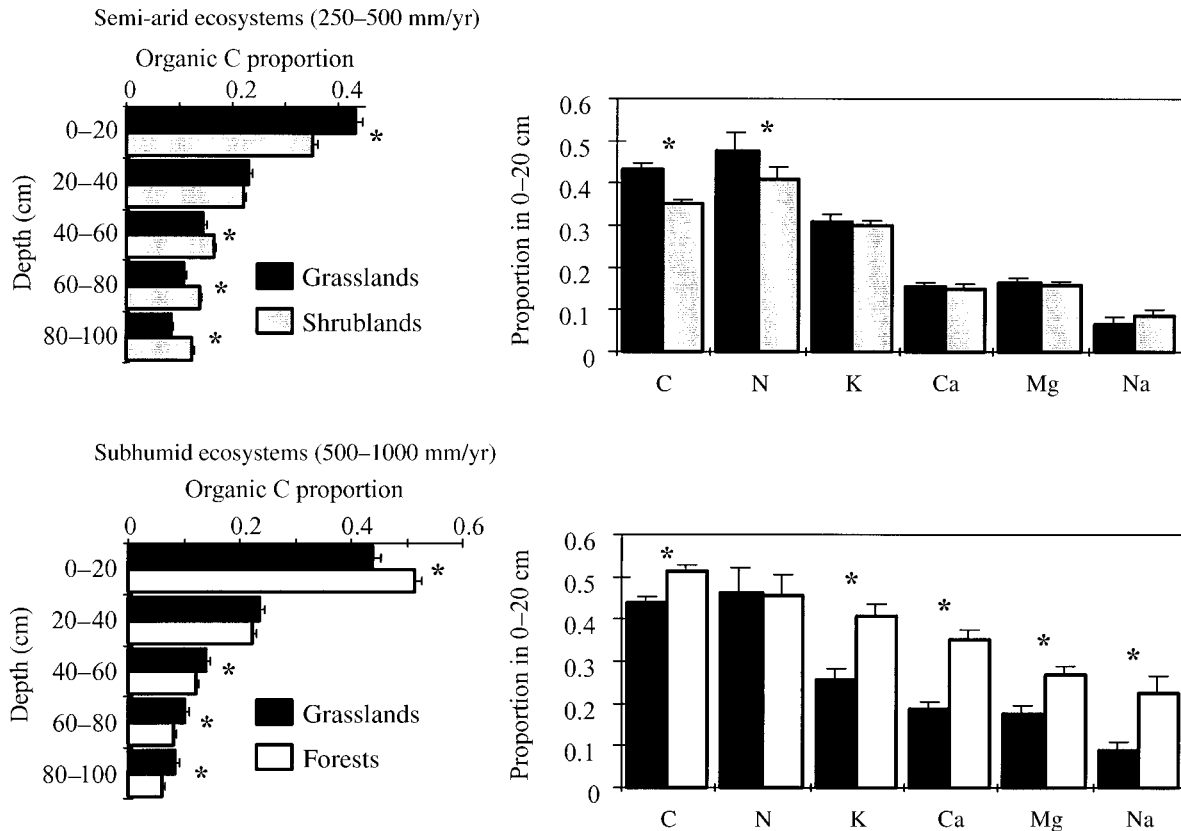 Semi-arid ecosystems (250–500 mm/yr)
Organic C proportion
0 0.2 0.4
Depth (cm)
0–20 *
20–40
40–60 *
60–80 *
80–100 *
Grasslands
Shrublands
Proportion in 0–20 cm
0.6
0.5
0.4
0.3
0.2
0.1
0
* *
C N K Ca Mg Na
Subhumid ecosystems (500–1000 mm/yr)
Organic C proportion
0 0.2 0.4 0.6
Depth (cm)
0–20 *
20–40
40–60 *
60–80 *
80–100 *
Grasslands
Forests
Proportion in 0–20 cm
0.6
0.5
0.4
0.3
0.2
0.1
0
* * * * *
C N K Ca Mg Na